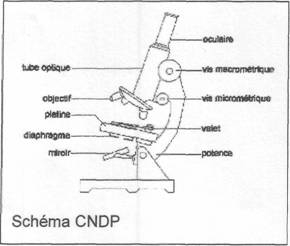 oculaire
tube optique
vis macrométrique
objectif
vis micrométrique
platine
valet
diaphragme
miroir
potence
Schéma CNDP